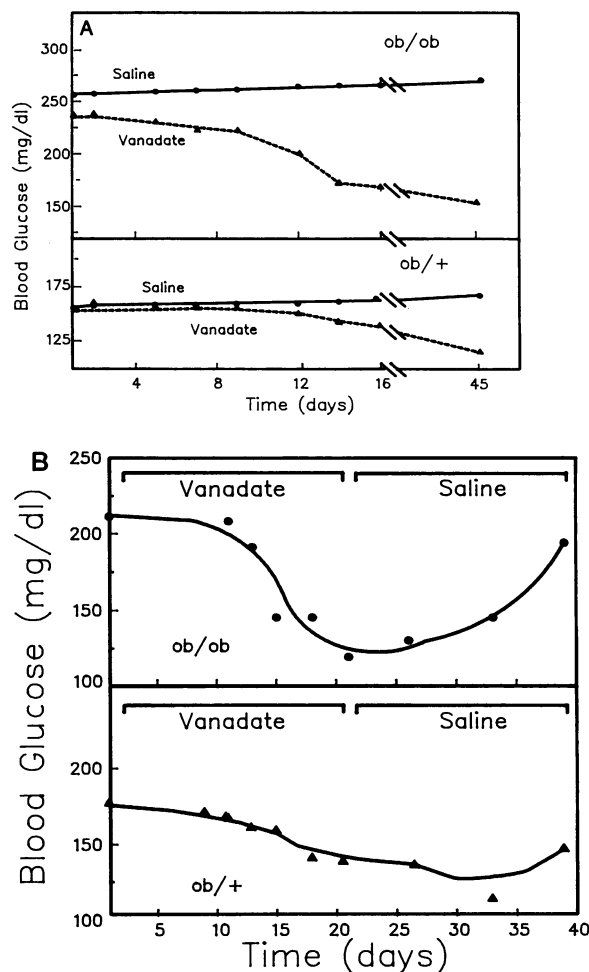 A
ob/ob
300
Saline
250
Vanadate
200
150
Blood Glucose (mg/dl)
ob/+
175
Saline
Vanadate
125
4 8 12 16 45
Time (days)
B
250
Vanadate Saline
200
150
ob/ob
100
Vanadate Saline
200
150
ob/+
100
Blood Glucose (mg/dl)
0 5 10 15 20 25 30 35 40
Time (days)